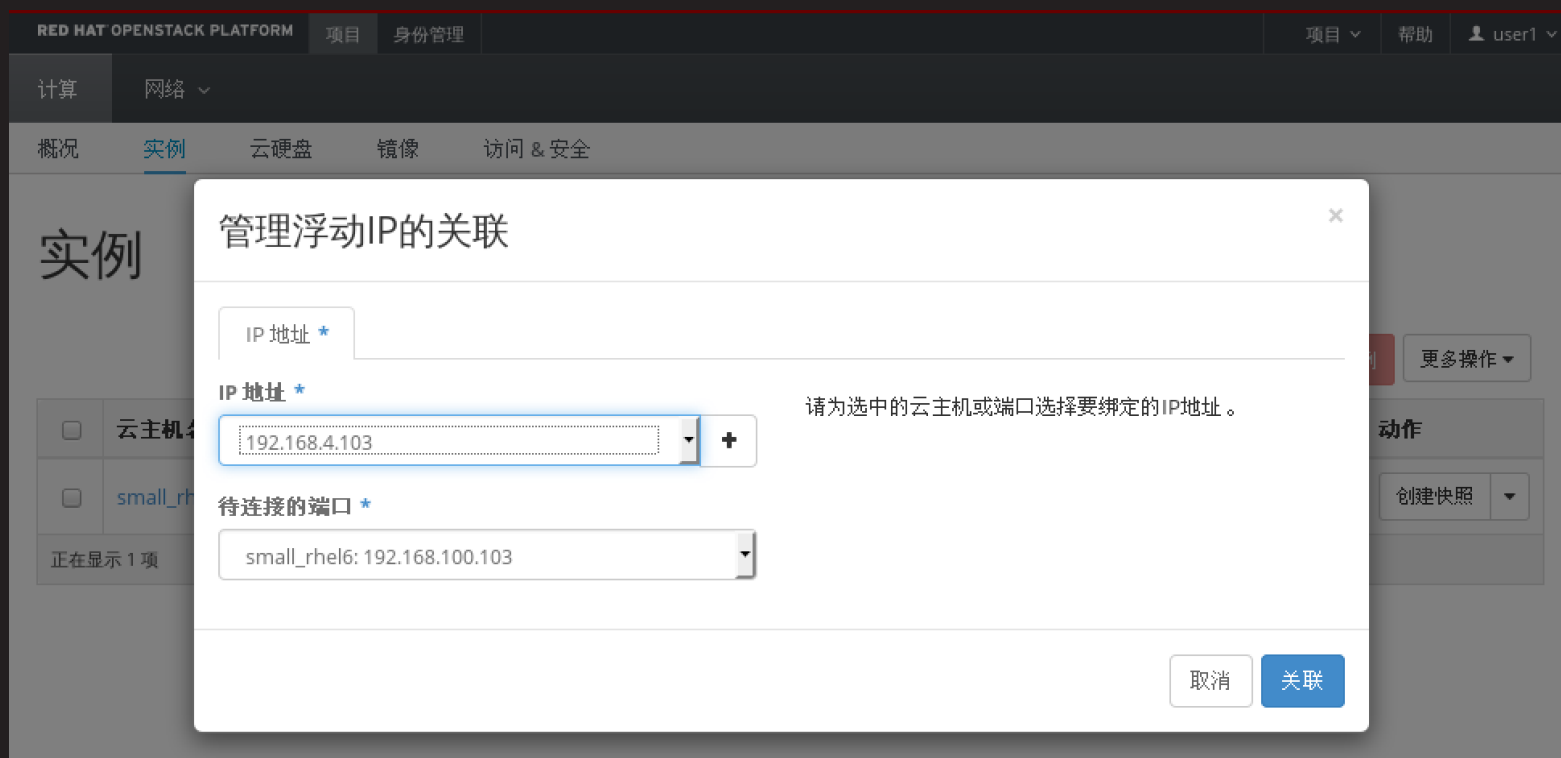 RED HAT® OPENSTACK PLATFORM 项目 身份管理 项目 帮助 user1
计算 网络
概况 实例 云硬盘 镜像 访问 & 安全
管理浮动IP的关联 ×
实例
IP 地址 *
更多操作
IP 地址 *
请为选中的云主机或端口选择要绑定的IP地址。
云主机 动作
192.168.4.103
small_rh 创建快照
待连接的端口 *
正在显示 1 项
small_rhel6: 192.168.100.103
取消 关联